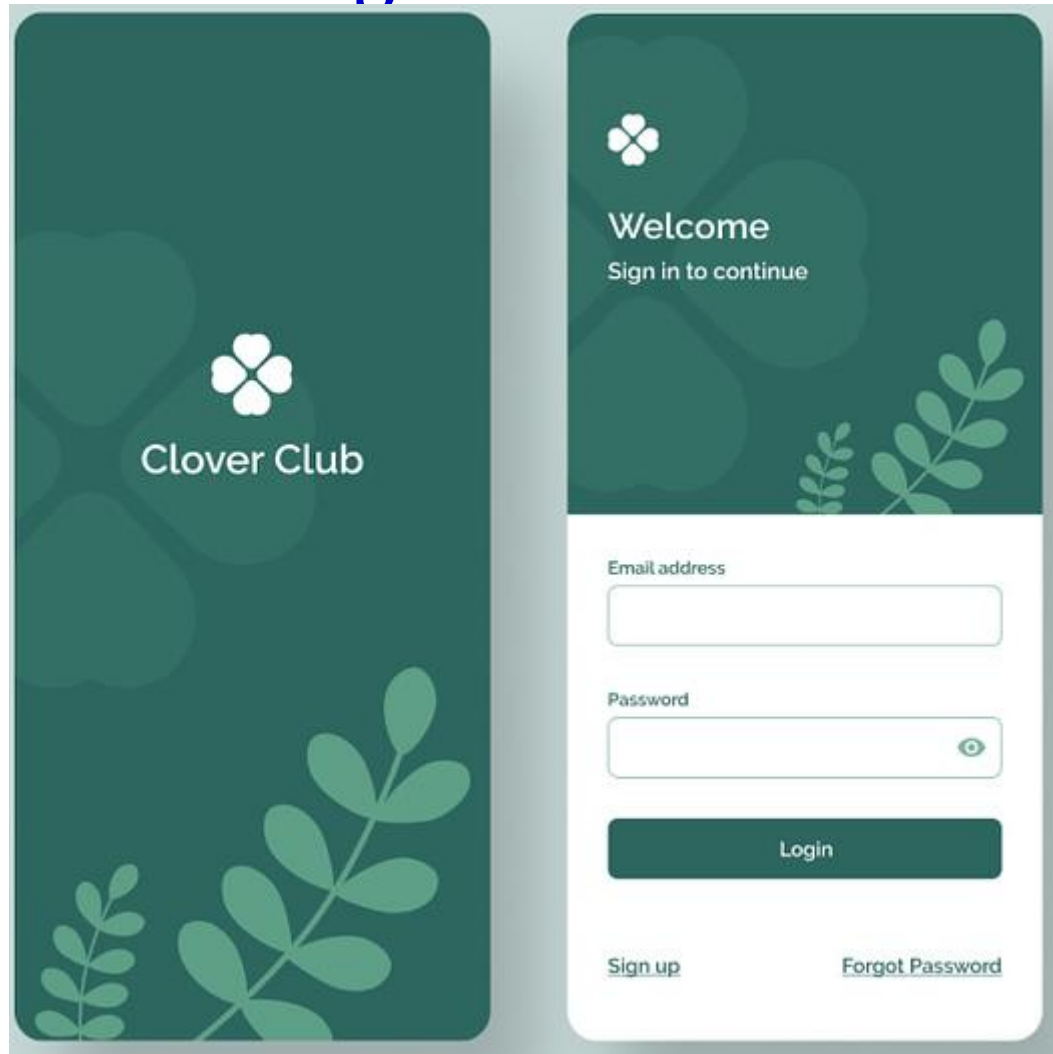 Clover Club
Welcome
Sign in to continue
Email address
Password
Login
Sign up
Forgot Password